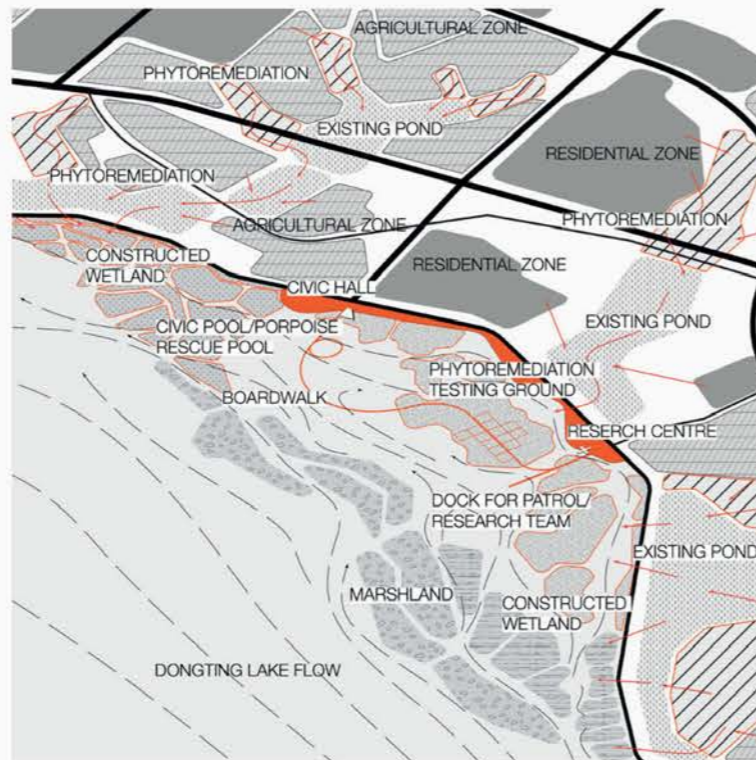 AGRICULTURAL ZONE
PHYTOREMEDIATION
EXISTING POND
RESIDENTIAL ZONE
PHYTOREMEDIATION
PHYTOREMEDIATION
AGRICULTURAL ZONE
CONSTRUCTED
WETLAND
RESIDENTIAL ZONE
CIVIC HALL
CIVIC POOL/PORPOISE
RESCUE POOL
EXISTING POND
PHYTOREMEDIATION
TESTING GROUND
BOARDWALK
RESERCH CENTRE
DOCK FOR PATROL/
RESEARCH TEAM
EXISTING POND
MARSHLAND
CONSTRUCTED
WETLAND
DONGTING LAKE FLOW